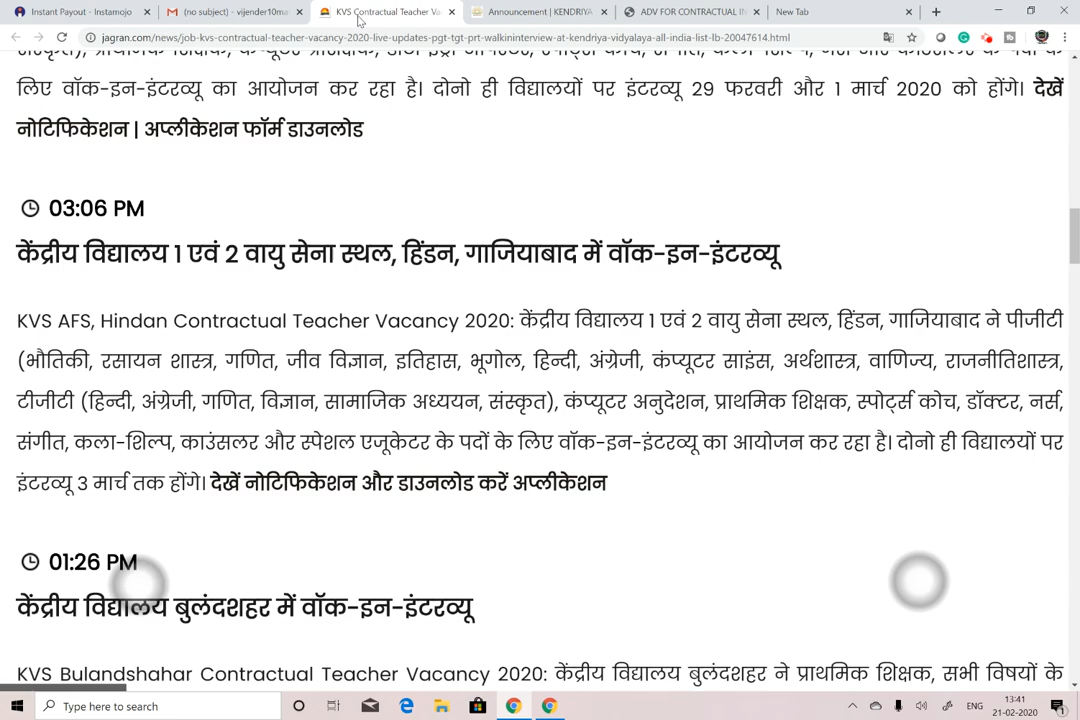 Instant Payout - Instamojo
(no subject) - vijender10ma
KVS Contractual Teacher Va
Announcement | KENDRIYA
ADV FOR CONTRACTUAL I
New Tab
jagran.com/news/job-kvs-contractual-teacher-vacancy-2020-live-updates-pgt-tgt-prt-walkininterview-at-kendriya-vidyalaya-all-india-list-lb-20047614.html
लिए वॉक-इन-इंटरव्यू का आयोजन कर रहा है। दोनो ही विद्यालयों पर इंटरव्यू 29 फरवरी और 1 मार्च 2020 को होंगे। देखें
नोटिफिकेशन | अप्लीकेशन फॉर्म डाउनलोड
03:06 PM
केंद्रीय विद्यालय 1 एवं 2 वायु सेना स्थल, हिंडन, गाजियाबाद में वॉक-इन-इंटरव्यू
KVS AFS, Hindan Contractual Teacher Vacancy 2020: केंद्रीय विद्यालय 1 एवं 2 वायु सेना स्थल, हिंडन, गाजियाबाद ने पीजीटी
(भौतिकी, रसायन शास्त्र, गणित, जीव विज्ञान, इतिहास, भूगोल, हिन्दी, अंग्रेजी, कंप्यूटर साइंस, अर्थशास्त्र, वाणिज्य, राजनीतिशास्त्र,
टीजीटी (हिन्दी, अंग्रेजी, गणित, विज्ञान, सामाजिक अध्ययन, संस्कृत), कंप्यूटर अनुदेशन, प्राथमिक शिक्षक, स्पोर्ट्स कोच, डॉक्टर, नर्स,
संगीत, कला-शिल्प, काउंसलर और स्पेशल एजूकेटर के पदों के लिए वॉक-इन-इंटरव्यू का आयोजन कर रहा है। दोनो ही विद्यालयों पर
इंटरव्यू 3 मार्च तक होंगे। देखें नोटिफिकेशन और डाउनलोड करें अप्लीकेशन
01:26 PM
केंद्रीय विद्यालय बुलंदशहर में वॉक-इन-इंटरव्यू
KVS Bulandshahar Contractual Teacher Vacancy 2020: केंद्रीय विद्यालय बुलंदशहर ने प्राथमिक शिक्षक, सभी विषयों के
Type here to search
ENG
13:41
21-02-2020